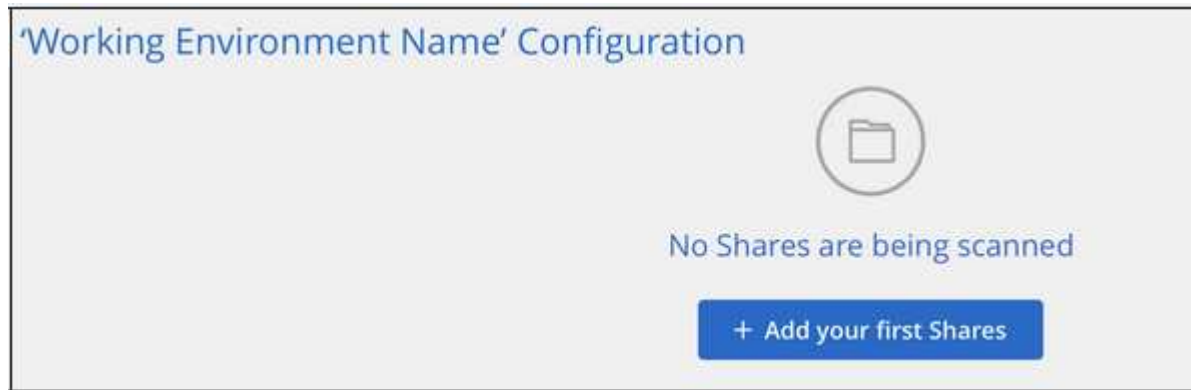 ‘Working Environment Name’ Configuration
No Shares are being scanned
+ Add your first Shares